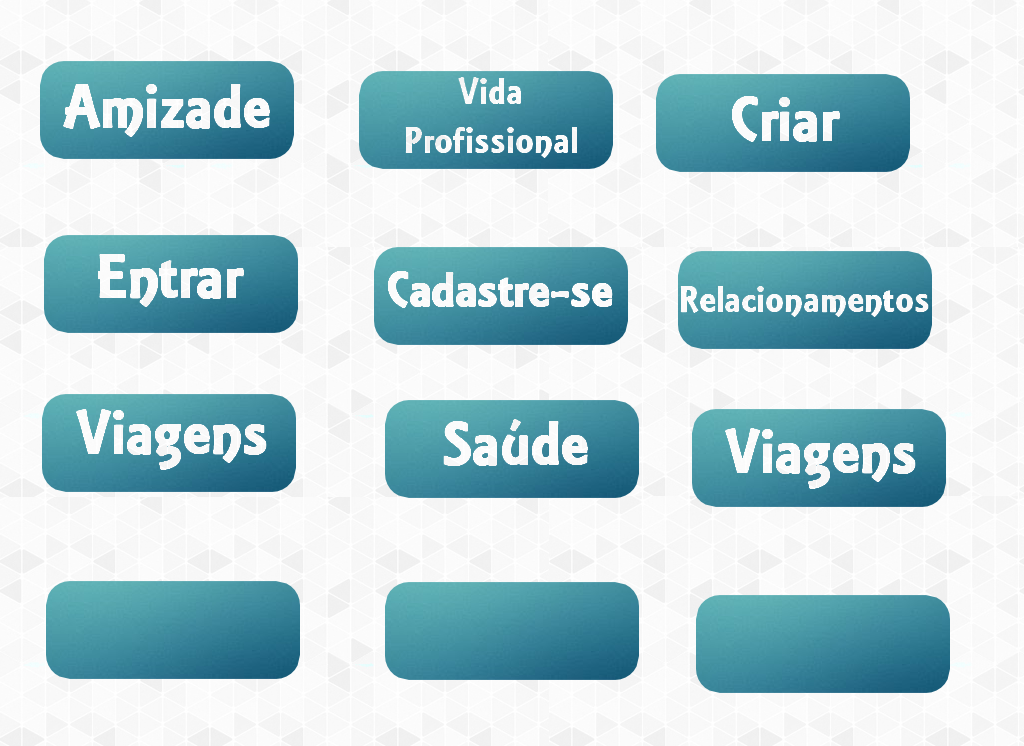 Amizade
Vida
Profissional
Criar
Entrar
Cadastre-se
Relacionamentos
Viagens
Saúde
Viagens